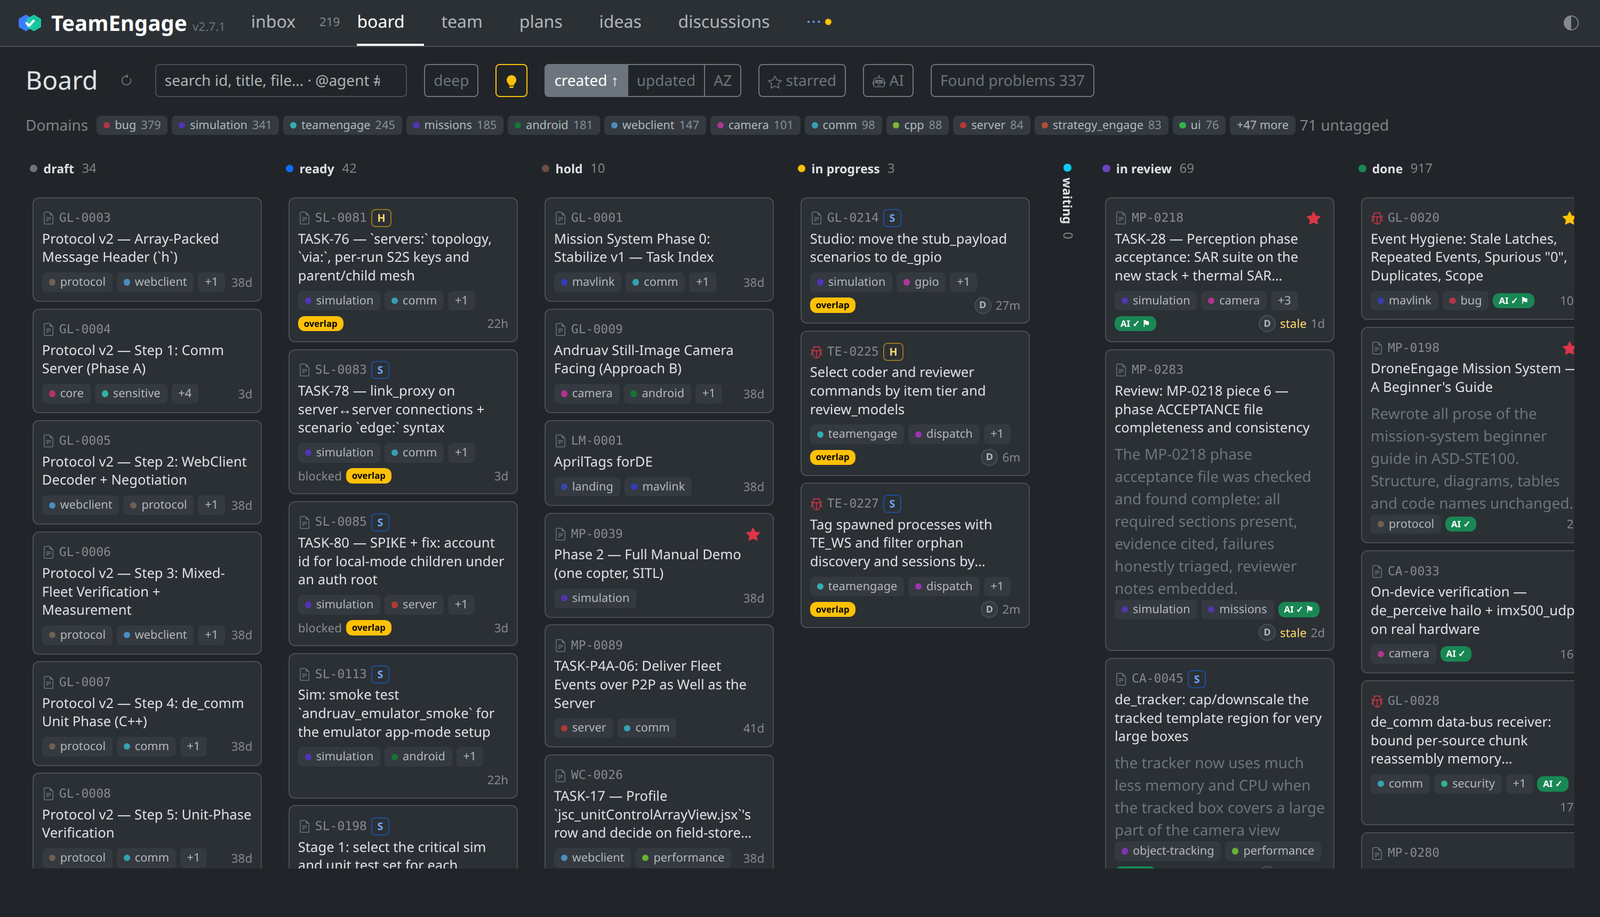 TeamEngage v2.7.1 inbox 219 board team plans ideas discussions ···
Board search id, title, file... · @agent # deep created ↑ updated AZ starred AI Found problems 337
Domains bug 379 simulation 341 teamengage 245 missions 185 android 181 webclient 147 camera 101 comm 98 cpp 88 server 84 strategy_engage 83 ui 76 +47 more 71 untagged
draft 34
GL-0003
Protocol v2 — Array-Packed
Message Header (`h`)
protocol webclient +1 38d
GL-0004
Protocol v2 — Step 1: Comm
Server (Phase A)
core sensitive +4 3d
GL-0005
Protocol v2 — Step 2: WebClient
Decoder + Negotiation
webclient protocol +1 38d
GL-0006
Protocol v2 — Step 3: Mixed-
Fleet Verification +
Measurement
protocol webclient +1 38d
GL-0007
Protocol v2 — Step 4: de_comm
Unit Phase (C++)
protocol comm +1 38d
GL-0008
Protocol v2 — Step 5: Unit-Phase
Verification
protocol comm +1 38d
ready 42
SL-0081 H
TASK-76 — `servers:` topology,
`via:`, per-run S2S keys and
parent/child mesh
simulation comm +1
overlap 22h
SL-0083 S
TASK-78 — link_proxy on
server↔server connections +
scenario `edge:` syntax
simulation comm +1
blocked overlap 3d
SL-0085 S
TASK-80 — SPIKE + fix: account
id for local-mode children under
an auth root
simulation server +1
blocked overlap 3d
SL-0113 S
Sim: smoke test
`andruav_emulator_smoke` for
the emulator app-mode setup
simulation android +1
22h
SL-0198 S
Stage 1: select the critical sim
and unit test set for each
hold 10
GL-0001
Mission System Phase 0:
Stabilize v1 — Task Index
mavlink comm +1 38d
GL-0009
Andruav Still-Image Camera
Facing (Approach B)
camera android +1 38d
LM-0001
AprilTags forDE
landing mavlink 38d
MP-0039
Phase 2 — Full Manual Demo
(one copter, SITL)
simulation 38d
MP-0089
TASK-P4A-06: Deliver Fleet
Events over P2P as Well as the
Server
server comm 41d
WC-0026
TASK-17 — Profile
`jsc_unitControlArrayView.jsx`'s
row and decide on field-store...
webclient performance 38d
in progress 3
GL-0214 S
Studio: move the stub_payload
scenarios to de_gpio
simulation gpio +1
overlap D 27m
TE-0225 H
Select coder and reviewer
commands by item tier and
review_models
teamengage dispatch +1
overlap D 6m
TE-0227 S
Tag spawned processes with
TE_WS and filter orphan
discovery and sessions by...
teamengage dispatch +1
overlap D 2m
waiting 0
in review 69
MP-0218
TASK-28 — Perception phase
acceptance: SAR suite on the
new stack + thermal SAR...
simulation camera +3
AI ✓ ⚑ D stale 1d
MP-0283
Review: MP-0218 piece 6 —
phase ACCEPTANCE file
completeness and consistency
The MP-0218 phase
acceptance file was checked
and found complete: all
required sections present,
evidence cited, failures
honestly triaged, reviewer
notes embedded.
simulation missions AI ✓ ⚑
D stale 2d
CA-0045 S
de_tracker: cap/downscale the
tracked template region for very
large boxes
the tracker now uses much
less memory and CPU when
the tracked box covers a large
part of the camera view
object-tracking performance
done 917
GL-0020
Event Hygiene: Stale Latches,
Repeated Events, Spurious "0",
Duplicates, Scope
mavlink bug AI ✓ ⚑ 10
MP-0198
DroneEngage Mission System —
A Beginner's Guide
Rewrote all prose of the
mission-system beginner
guide in ASD-STE100.
Structure, diagrams, tables
and code names unchanged.
protocol AI ✓ 2
CA-0033
On-device verification —
de_perceive hailo + imx500_udp
on real hardware
camera AI ✓ 16
GL-0028
de_comm data-bus receiver:
bound per-source chunk
reassembly memory...
comm security +1 AI ✓
17
MP-0280